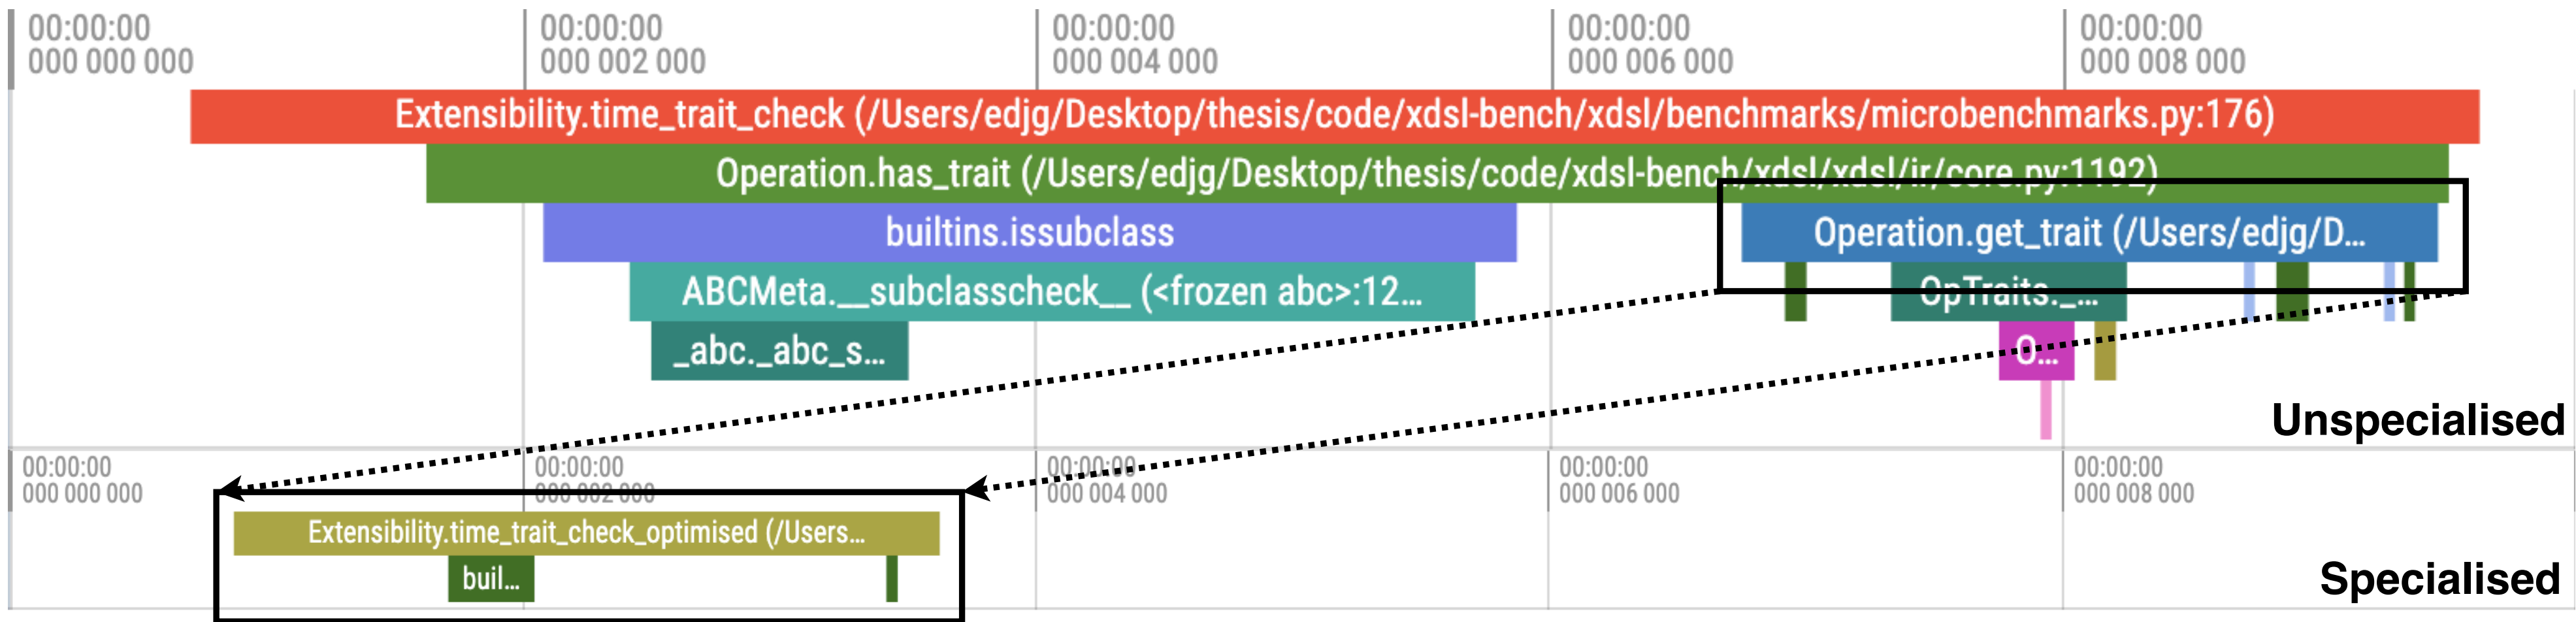 00:00:00 00:00:00 00:00:00 00:00:00 00:00:00
000 000 000 000 002 000 000 004 000 000 006 000 000 008 000
Extensibility.time_trait_check (/Users/edjg/Desktop/thesis/code/xdsl-bench/xdsl/benchmarks/microbenchmarks.py:176)
Operation.has_trait (/Users/edjg/Desktop/thesis/code/xdsl-bench/xdsl/xdsl/ir/core.py:1192)
builtins.issubclass Operation.get_trait (/Users/edjg/D...
ABCMeta.__subclasscheck__ (<frozen abc>:12... OpTraits._...
_abc._abc_s... O...
Unspecialised
00:00:00 00:00:00 00:00:00 00:00:00 00:00:00
000 000 000 000 002 000 000 004 000 000 006 000 000 008 000
Extensibility.time_trait_check_optimised (/Users...
buil...
Specialised